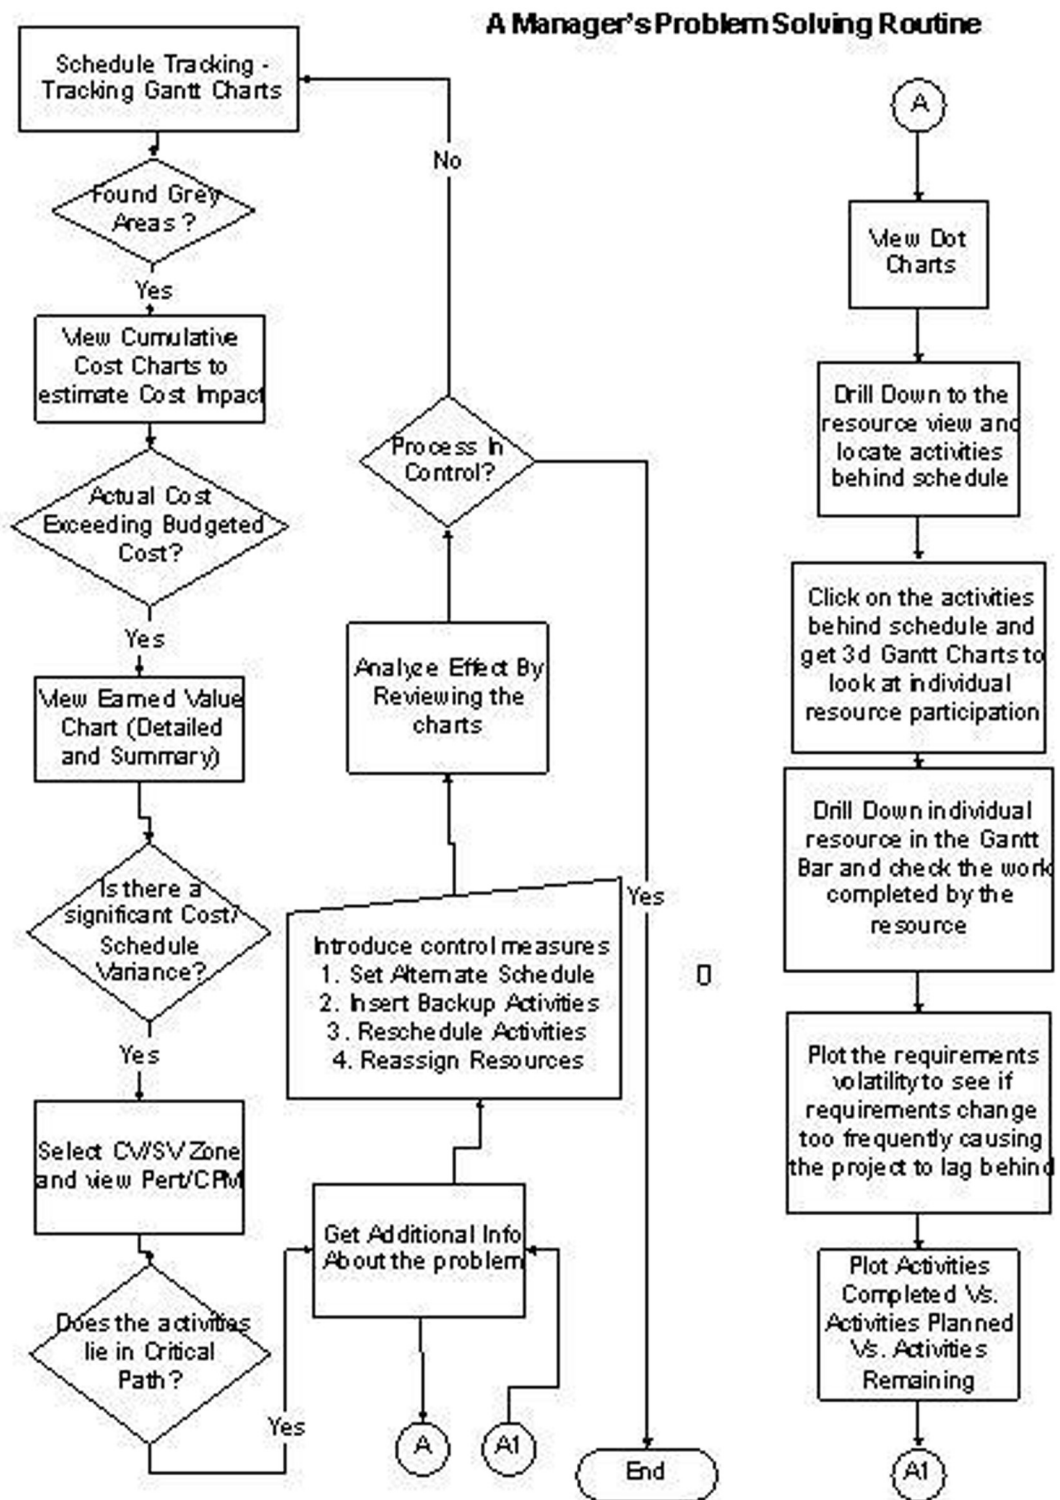 A Manager's Problem Solving Routine
Schedule Tracking -
Tracking Gantt Charts
Found Grey
Areas ?
Yes
View Cumulative
Cost Charts to
estimate Cost Impact
Actual Cost
Exceeding Budgeted
Cost?
Yes
View Earned Value
Chart (Detailed
and Summary)
Is there a
significant Cost/
Schedule
Variance?
Yes
Select CV/SV Zone
and view Pert/CPM
Does the activities
lie in Critical
Path?
Yes
Get Additional Info
About the problem
A
A1
Introduce control measures
1. Set Alternate Schedule
2. Insert Backup Activities
3. Reschedule Activities
4. Reassign Resources
Analyze Effect By
Reviewing the
charts
Process In
Control?
No
Yes
End
A
View Dot
Charts
Drill Down to the
resource view and
locate activities
behind schedule
Click on the activities
behind schedule and
get 3d Gantt Charts to
look at individual
resource participation
Drill Down individual
resource in the Gantt
Bar and check the work
completed by the
resource
Plot the requirements
volatility to see if
requirements change
too frequently causing
the project to lag behind
Plot Activities
Completed Vs.
Activities Planned
Vs. Activities
Remaining
A1